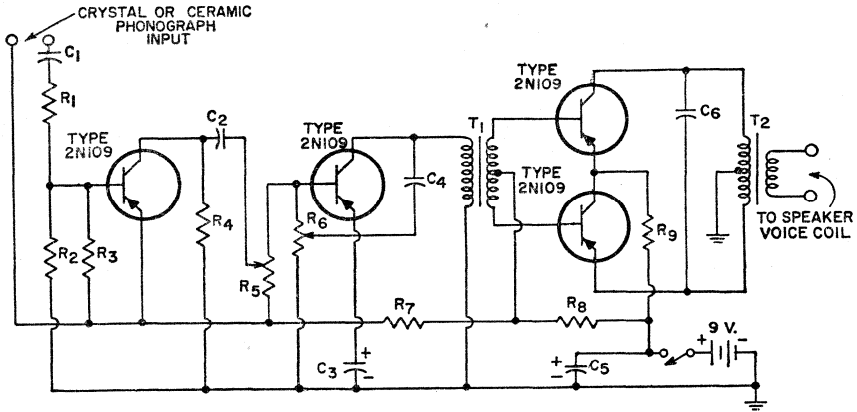 CRYSTAL OR CERAMIC
PHONOGRAPH
INPUT
C1
R1
TYPE
2N109
C2
TYPE
2N109
C4
T1
TYPE
2N109
TYPE
2N109
C6
T2
TO SPEAKER
VOICE COIL
R2
R3
R4
R5
R6
R7
R8
R9
C3
+
-
+
-
C5
+
9 V.
-